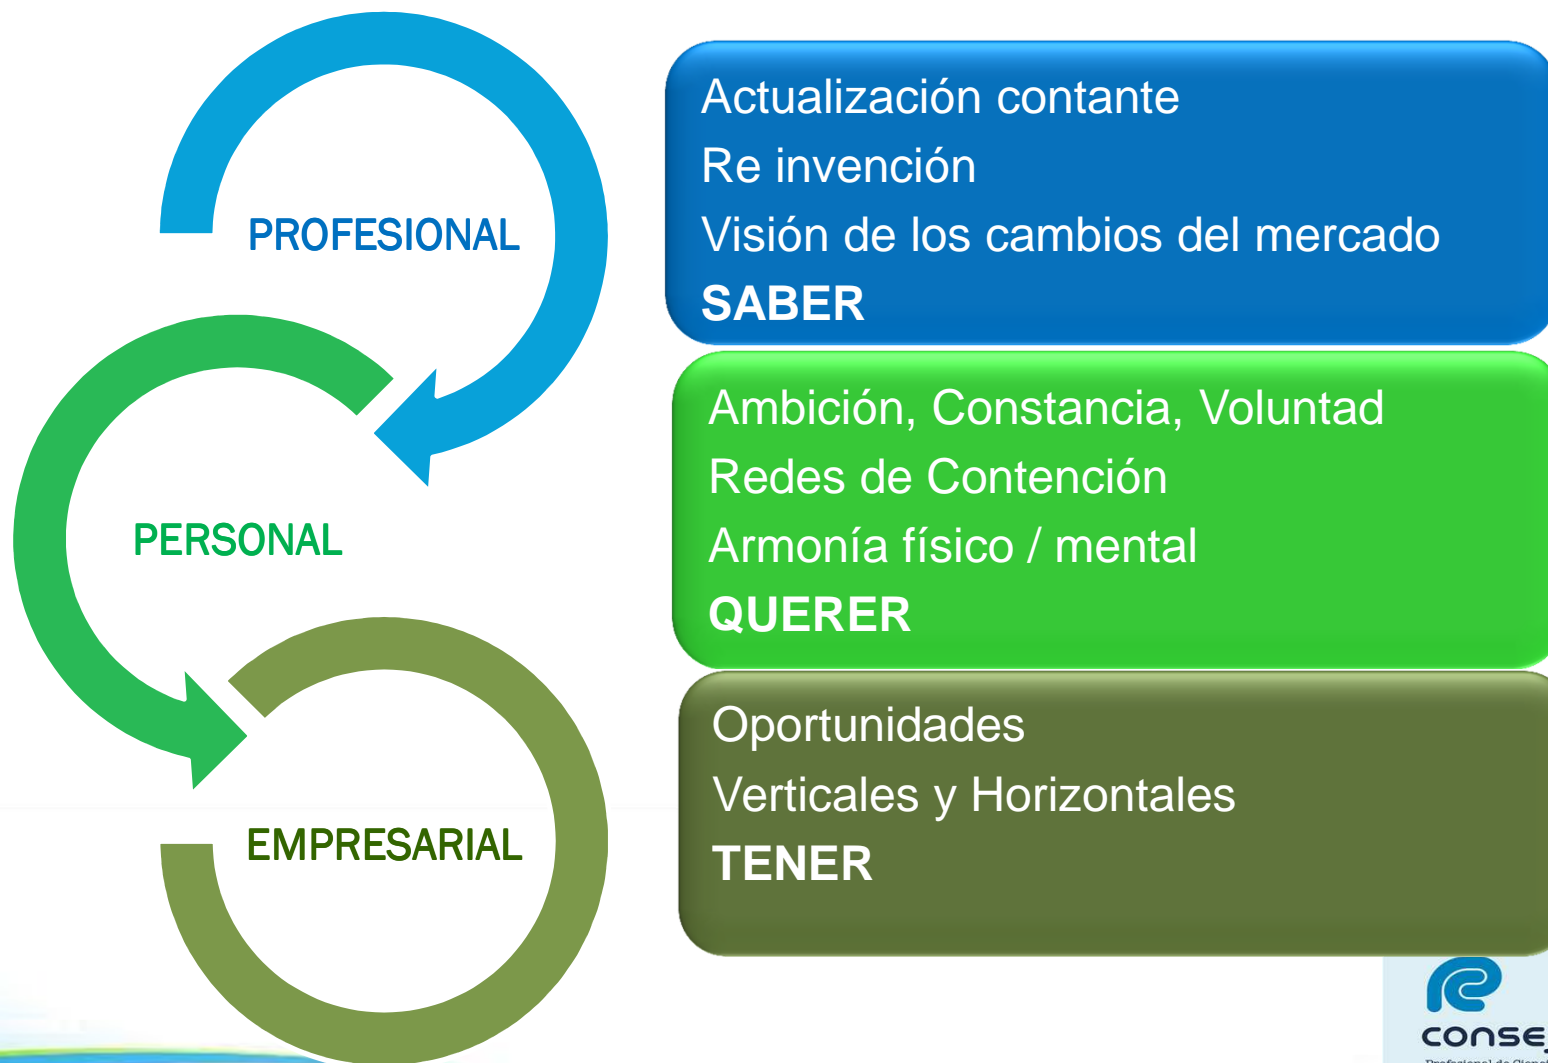 PROFESIONAL
Actualización contante
Re invención
Visión de los cambios del mercado
SABER
PERSONAL
Ambición, Constancia, Voluntad
Redes de Contención
Armonía físico / mental
QUERER
EMPRESARIAL
Oportunidades
Verticales y Horizontales
TENER